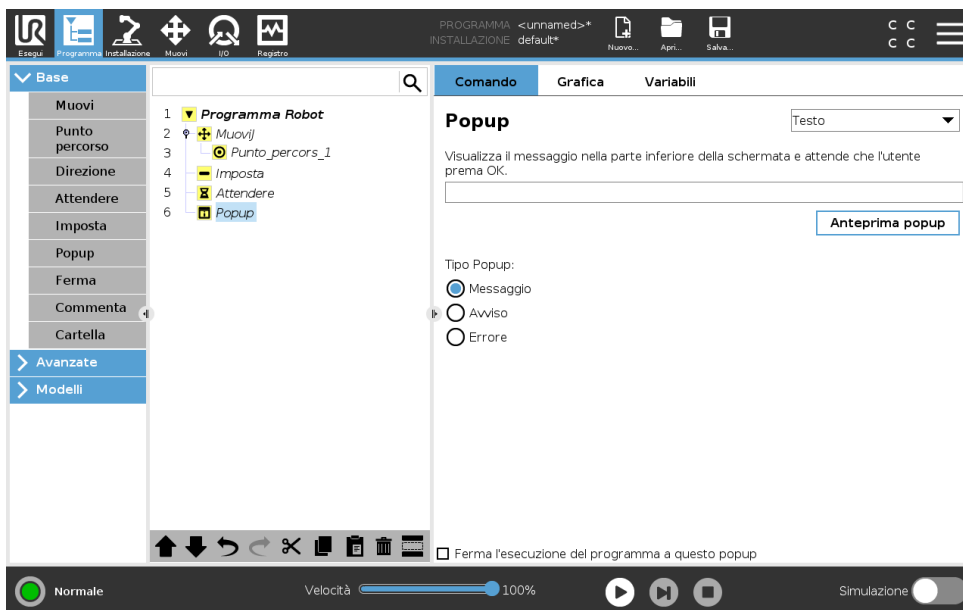 PROGRAMMA <unnamed>*
INSTALLAZIONE default*
UR
Esegui
Programma
Installazione
Muovi
I/O
Registro
Nuovo...
Apri...
Salva...
C C
C C
Base
Muovi
Punto
percorso
Direzione
Attendere
Imposta
Popup
Ferma
Commenta
Cartella
Avanzate
Modelli
1 Programma Robot
2 MuoviJ
3 Punto_percors_1
4 Imposta
5 Attendere
6 Popup
Comando
Grafica
Variabili
Popup
Testo
Visualizza il messaggio nella parte inferiore della schermata e attende che l'utente
prema OK.
Anteprima popup
Tipo Popup:
Messaggio
Avviso
Errore
Ferma l'esecuzione del programma a questo popup
Normale
Velocità
100%
Simulazione